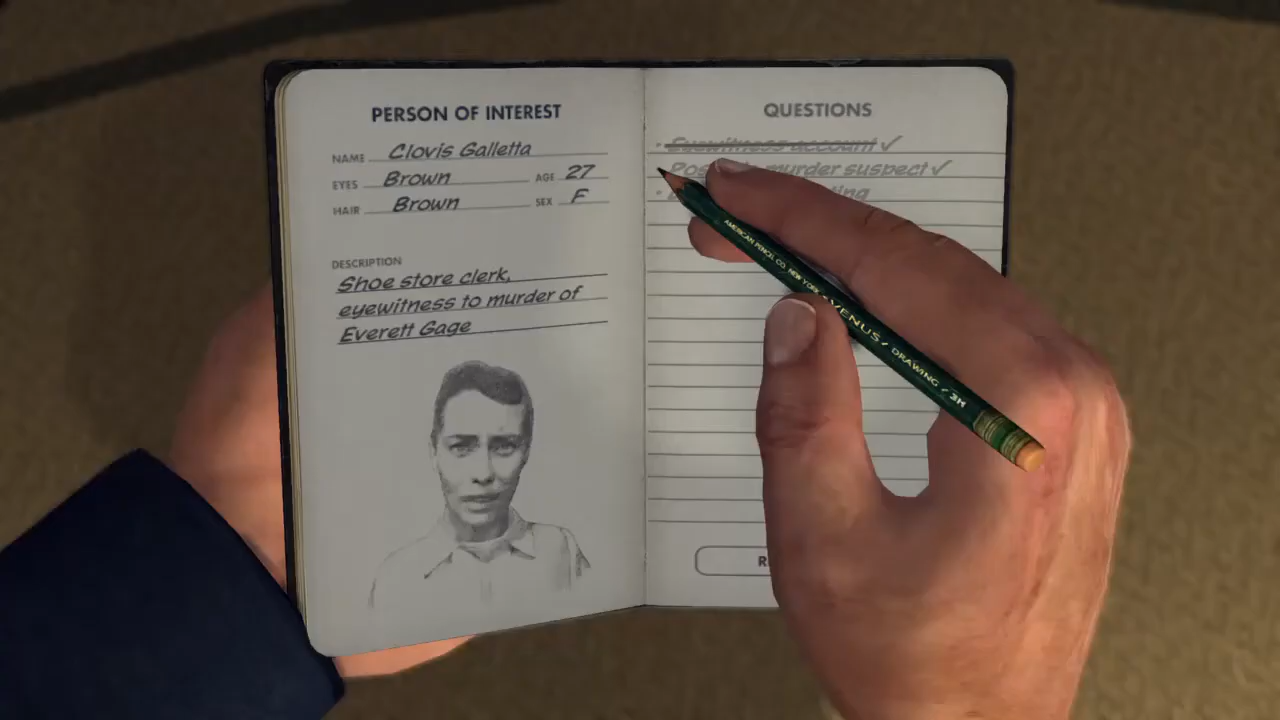 PERSON OF INTEREST
NAME Clovis Galletta
EYES Brown AGE 27
HAIR Brown SEX F
DESCRIPTION
Shoe store clerk,
eyewitness to murder of
Everett Gage
QUESTIONS
Eyewitness account ✓
murder suspect ✓
AMERICAN PENCIL CO. NEW YORK VENUS / DRAWING / 3H